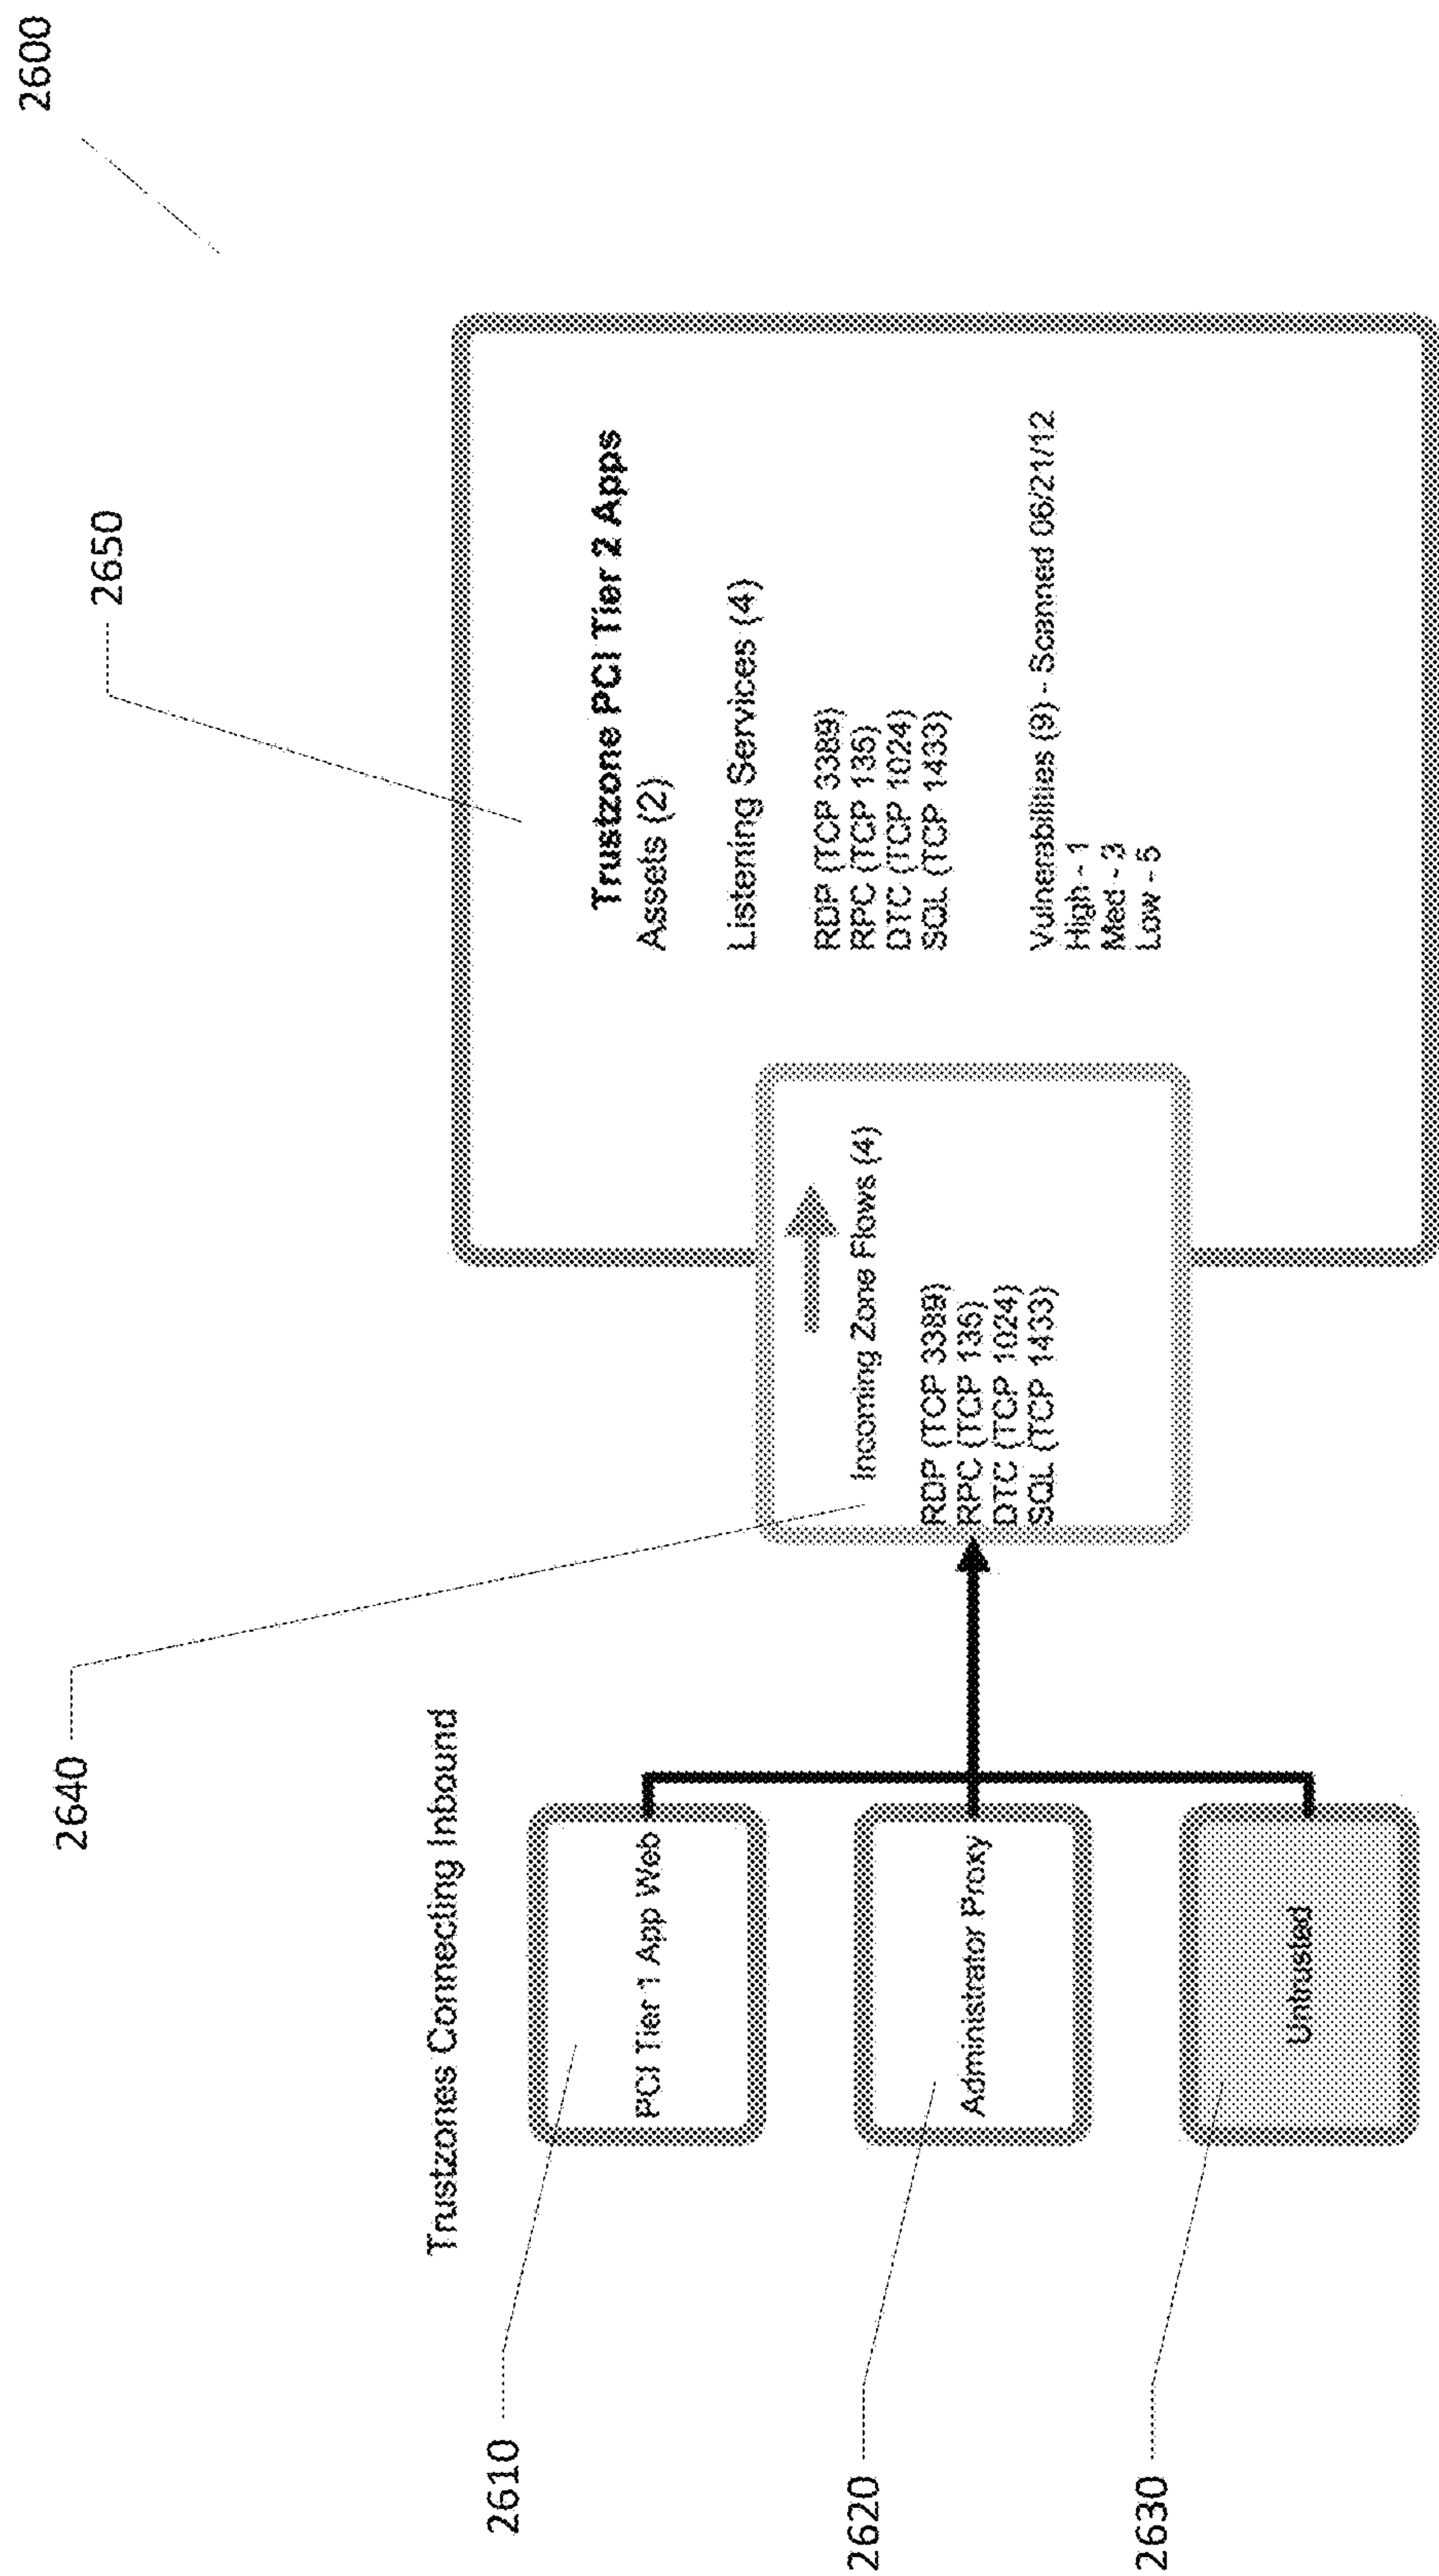 2600
2650
2640
Trustzones Connecting Inbound
2610
PCI Tier 1 App Web
2620
Administrator Proxy
2630
Untrusted
Incoming Zone Flows (4)
RDP (TCP 3389)
RPC (TCP 135)
DTC (TCP 1024)
SQL (TCP 1433)
Trustzone PCI Tier 2 Apps
Assets (2)
Listening Services (4)
RDP (TCP 3389)
RPC (TCP 135)
DTC (TCP 1024)
SQL (TCP 1433)
Vulnerabilities (9) - Scanned 06/21/12
High - 1
Med - 3
Low - 5